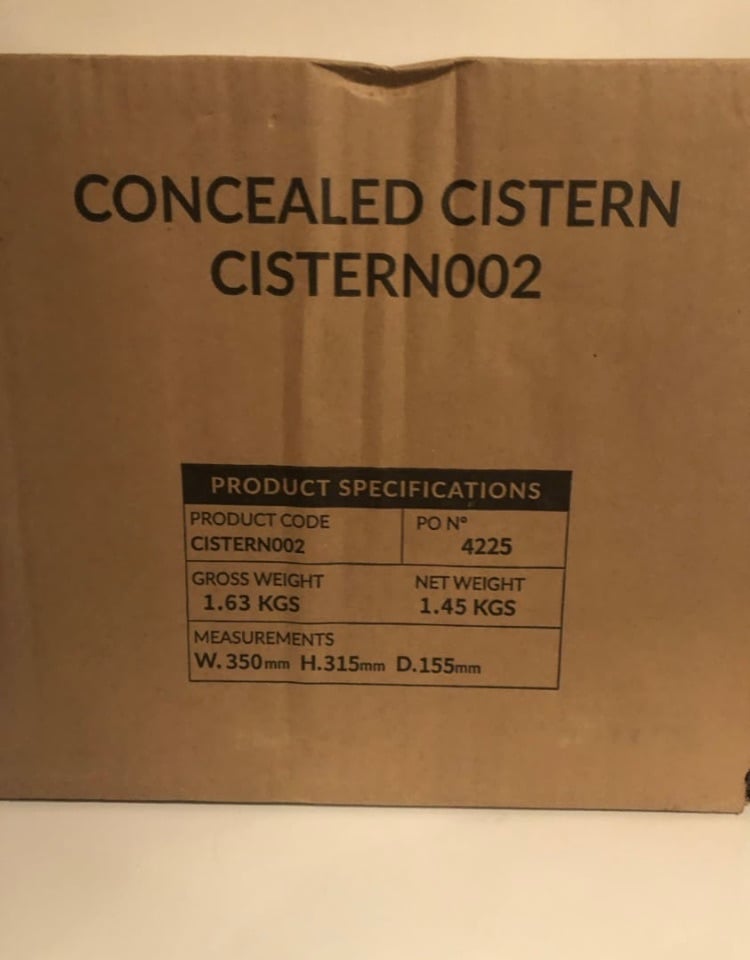 CONCEALED CISTERN
CISTERN002
PRODUCT SPECIFICATIONS
PRODUCT CODE PO Nº
CISTERN002 4225
GROSS WEIGHT NET WEIGHT
1.63 KGS 1.45 KGS
MEASUREMENTS
W. 350mm H.315mm D.155mm